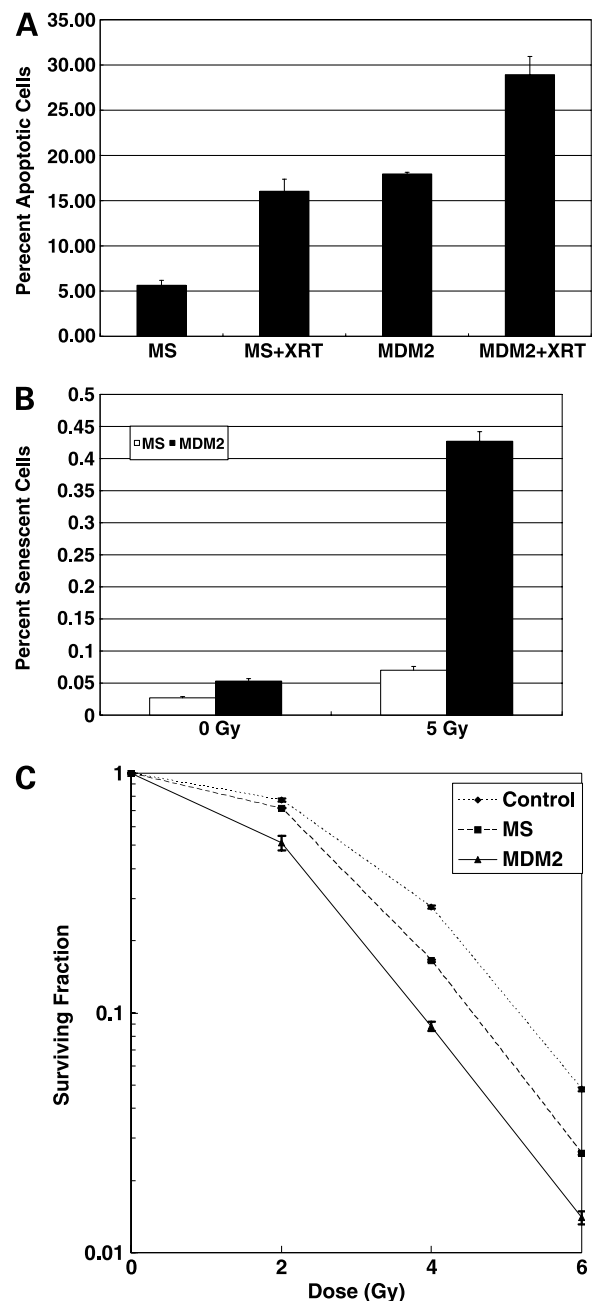 A
Perecent Apoptotic Cells
35.00
30.00
25.00
20.00
15.00
10.00
5.00
0.00
MS MS+XRT MDM2 MDM2+XRT
B
Percent Senescent Cells
0.5
0.45
0.4
0.35
0.3
0.25
0.2
0.15
0.1
0.05
0
MS MDM2
0 Gy 5 Gy
C
Surviving Fraction
1
0.1
0.01
Control
MS
MDM2
0 2 4 6
Dose (Gy)